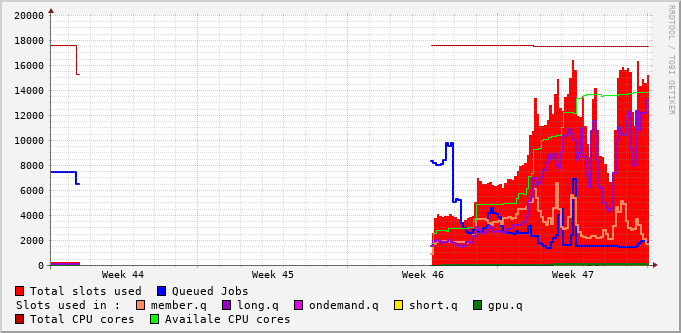 20000
18000
16000
14000
12000
10000
8000
6000
4000
2000
0
Week 44 Week 45 Week 46 Week 47
RRDTOOL / TOBI OETIKER
Total slots used Queued Jobs
Slots used in : member.q long.q ondemand.q short.q gpu.q
Total CPU cores Availale CPU cores